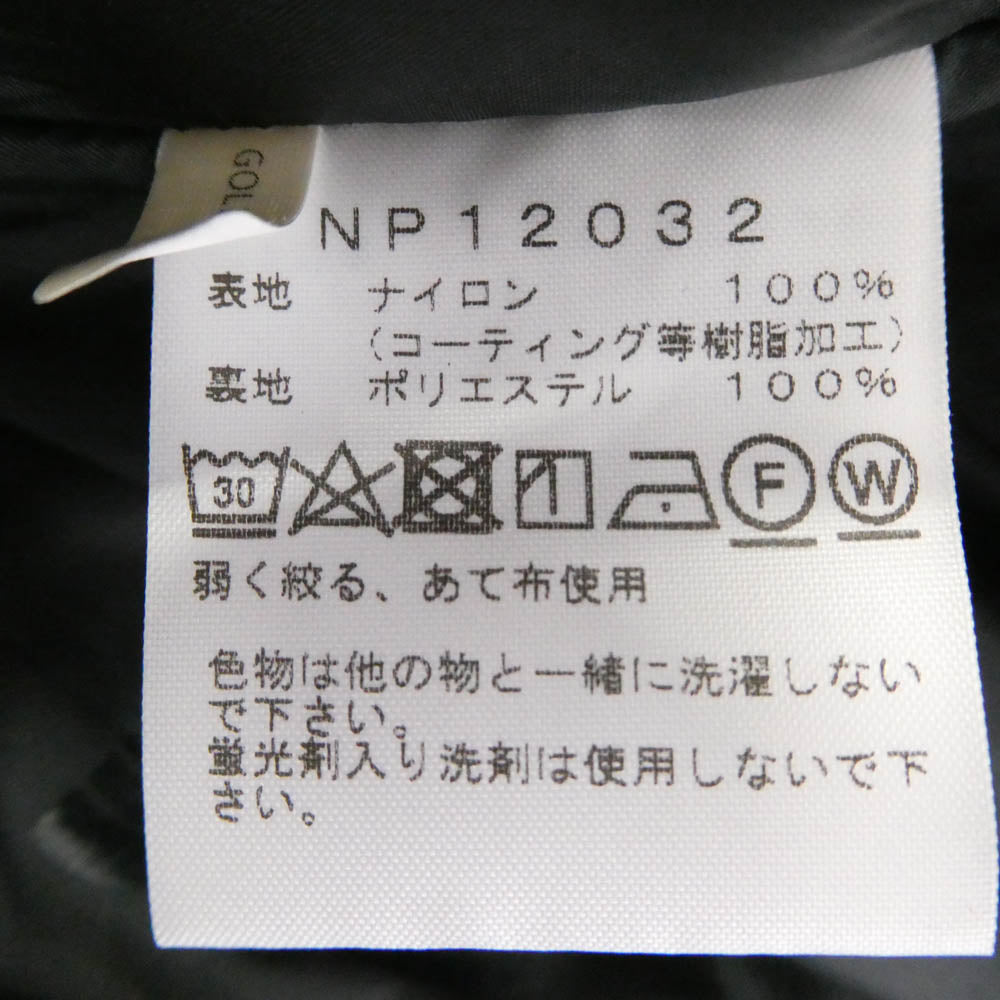 GOL
NP12032
表地 ナイロン 100%
(コーティング等樹脂加工)
裏地 ポリエステル 100%
30 F W
弱く絞る、あて布使用
色物は他の物と一緒に洗濯しない
で下さい。
蛍光剤入り洗剤は使用しないで下
さい。